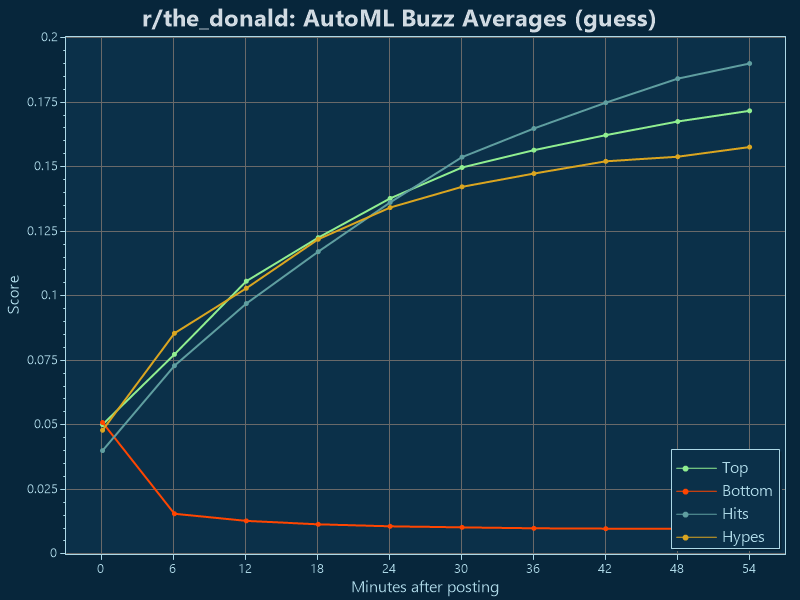 r/the_donald: AutoML Buzz Averages (guess)
0.2
0.175
0.15
0.125
0.1
0.075
0.05
0.025
0
Score
Top
Bottom
Hits
Hypes
0 6 12 18 24 30 36 42 48 54
Minutes after posting